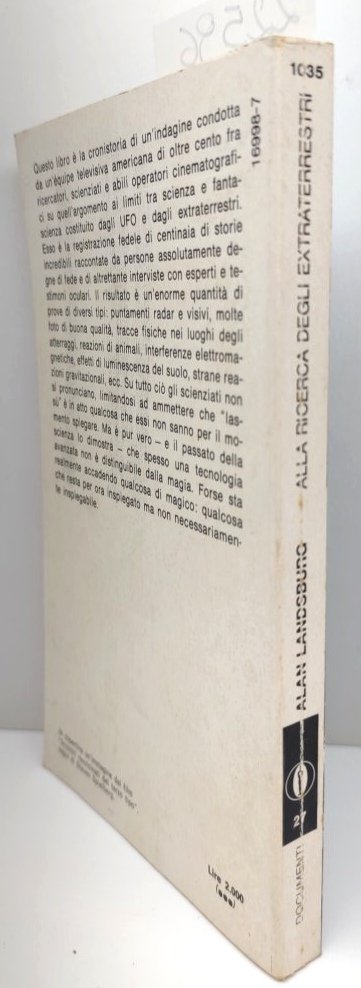 Questo libro è la cronistoria di un'indagine condotta
da un'équipe televisiva americana di oltre cento fra
ricercatori, scienziati e abili operatori cinematografi-
ci su quell'argomento ai limiti tra scienza e fanta-
scienza costituito dagli UFO e dagli extraterrestri.
Esso è la registrazione fedele di centinaia di storie
incredibili raccontate da persone assolutamente de-
gne di fede e di altrettante interviste con esperti e te-
stimoni oculari. Il risultato è un'enorme quantità di
prove di diversi tipi: puntamenti radar e visivi, molte
foto di buona qualità, tracce fisiche nei luoghi degli
atterraggi, reazioni di animali, interferenze elettroma-
gnetiche, effetti di luminescenza del suolo, strane rea-
zioni gravitazionali, ecc. Su tutto ciò gli scienziati non
si pronunciano, limitandosi ad ammettere che "las-
sù" è in atto qualcosa che essi non sanno per il mo-
mento spiegare. Ma è pur vero – e il passato della
scienza lo dimostra – che spesso una tecnologia
avanzata non è distinguibile dalla magia. Forse sta
realmente accadendo qualcosa di magico: qualcosa
che resta per ora inspiegato ma non necessariamen-
te inspiegabile.
16998-7
Lire 2.000
(●●●)
1035
ALLA RICERCA DEGLI EXTRATERRESTRI
ALAN LANDSBURG
DOCUMENTI